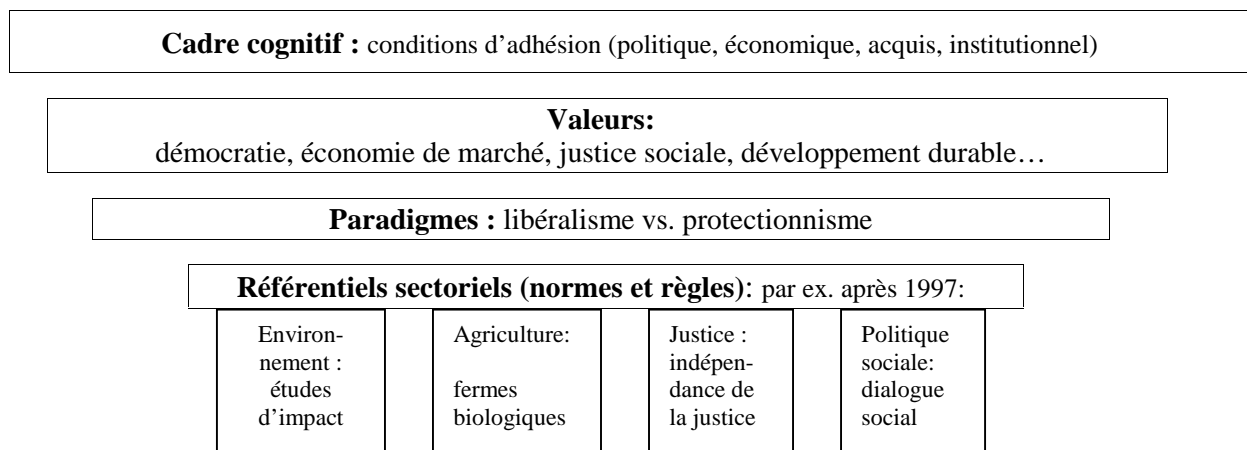 Cadre cognitif : conditions d’adhésion (politique, économique, acquis, institutionnel)
Valeurs:
démocratie, économie de marché, justice sociale, développement durable…
Paradigmes : libéralisme vs. protectionnisme
Référentiels sectoriels (normes et règles): par ex. après 1997:
Environ-
nement :
études
d’impact
Agriculture:
fermes
biologiques
Justice :
indépen-
dance de
la justice
Politique
sociale:
dialogue
social